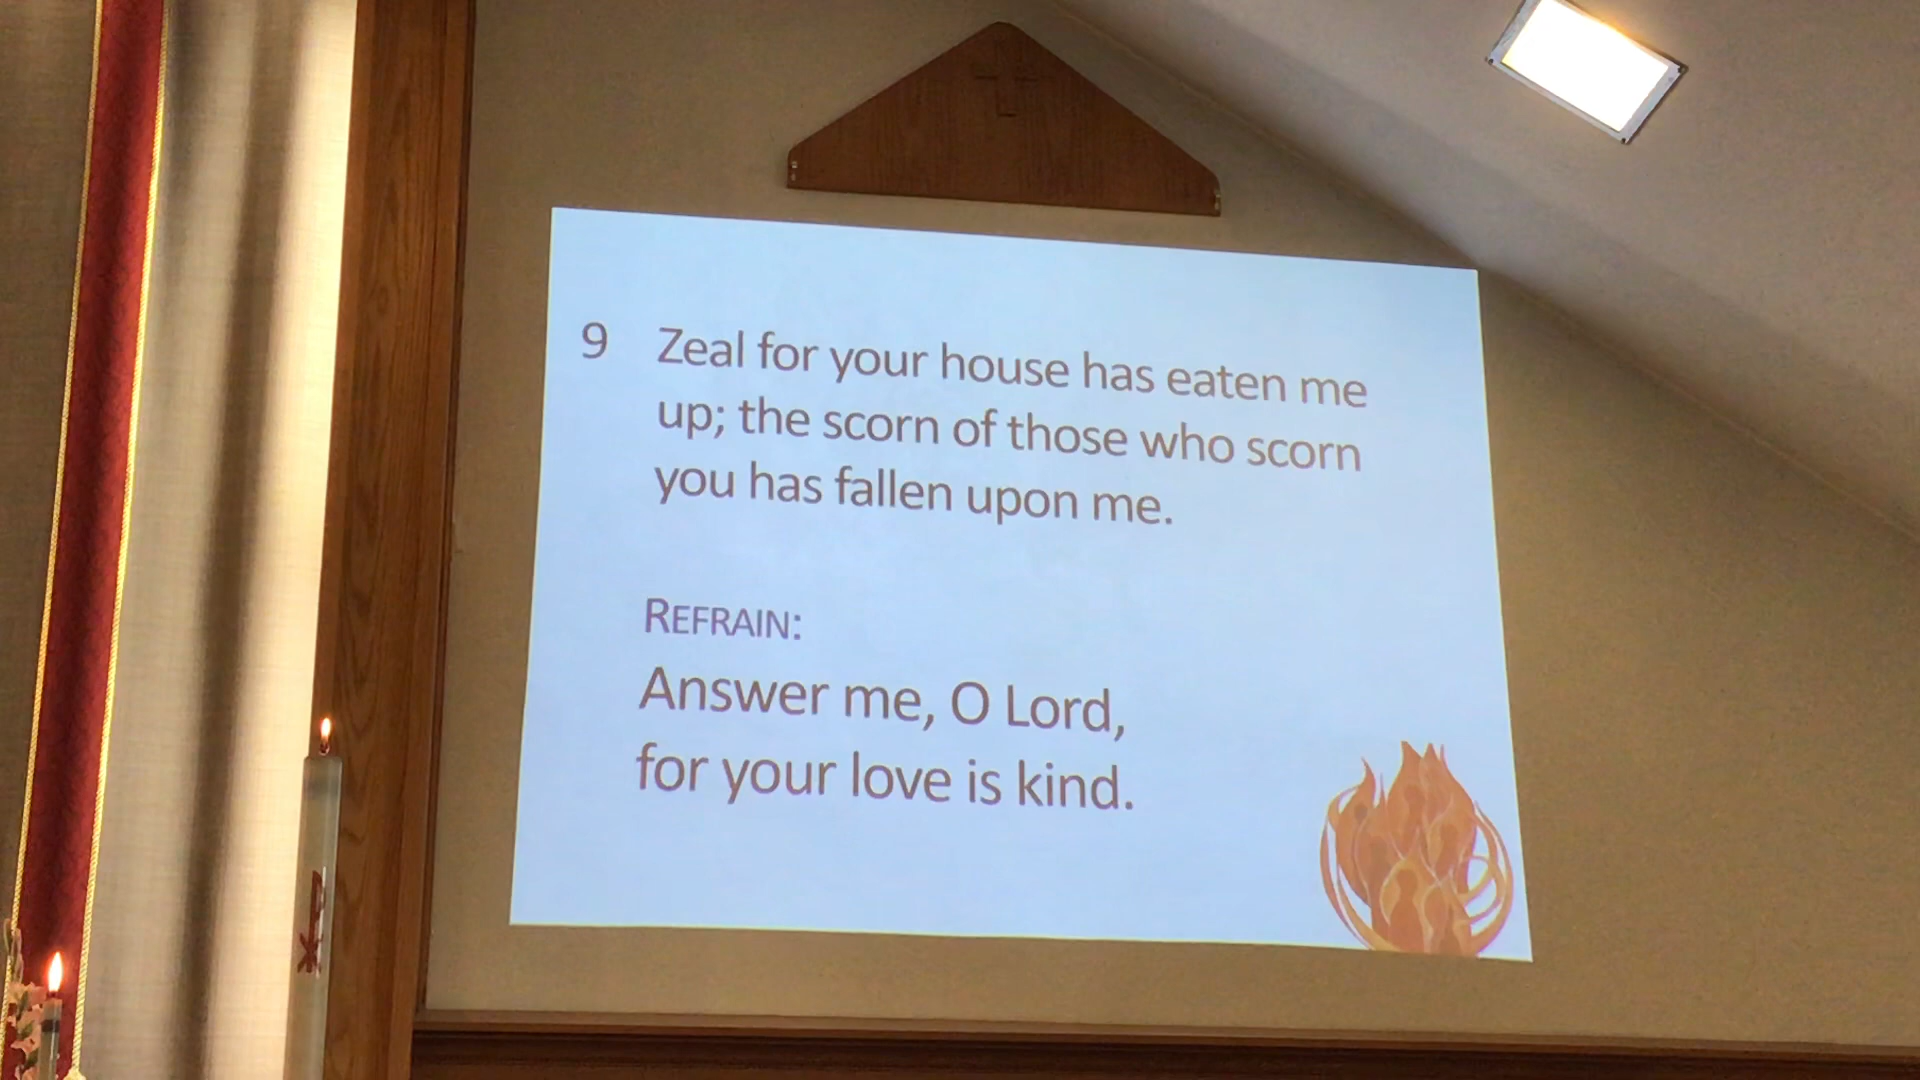 9 Zeal for your house has eaten me
up; the scorn of those who scorn
you has fallen upon me.
REFRAIN:
Answer me, O Lord,
for your love is kind.